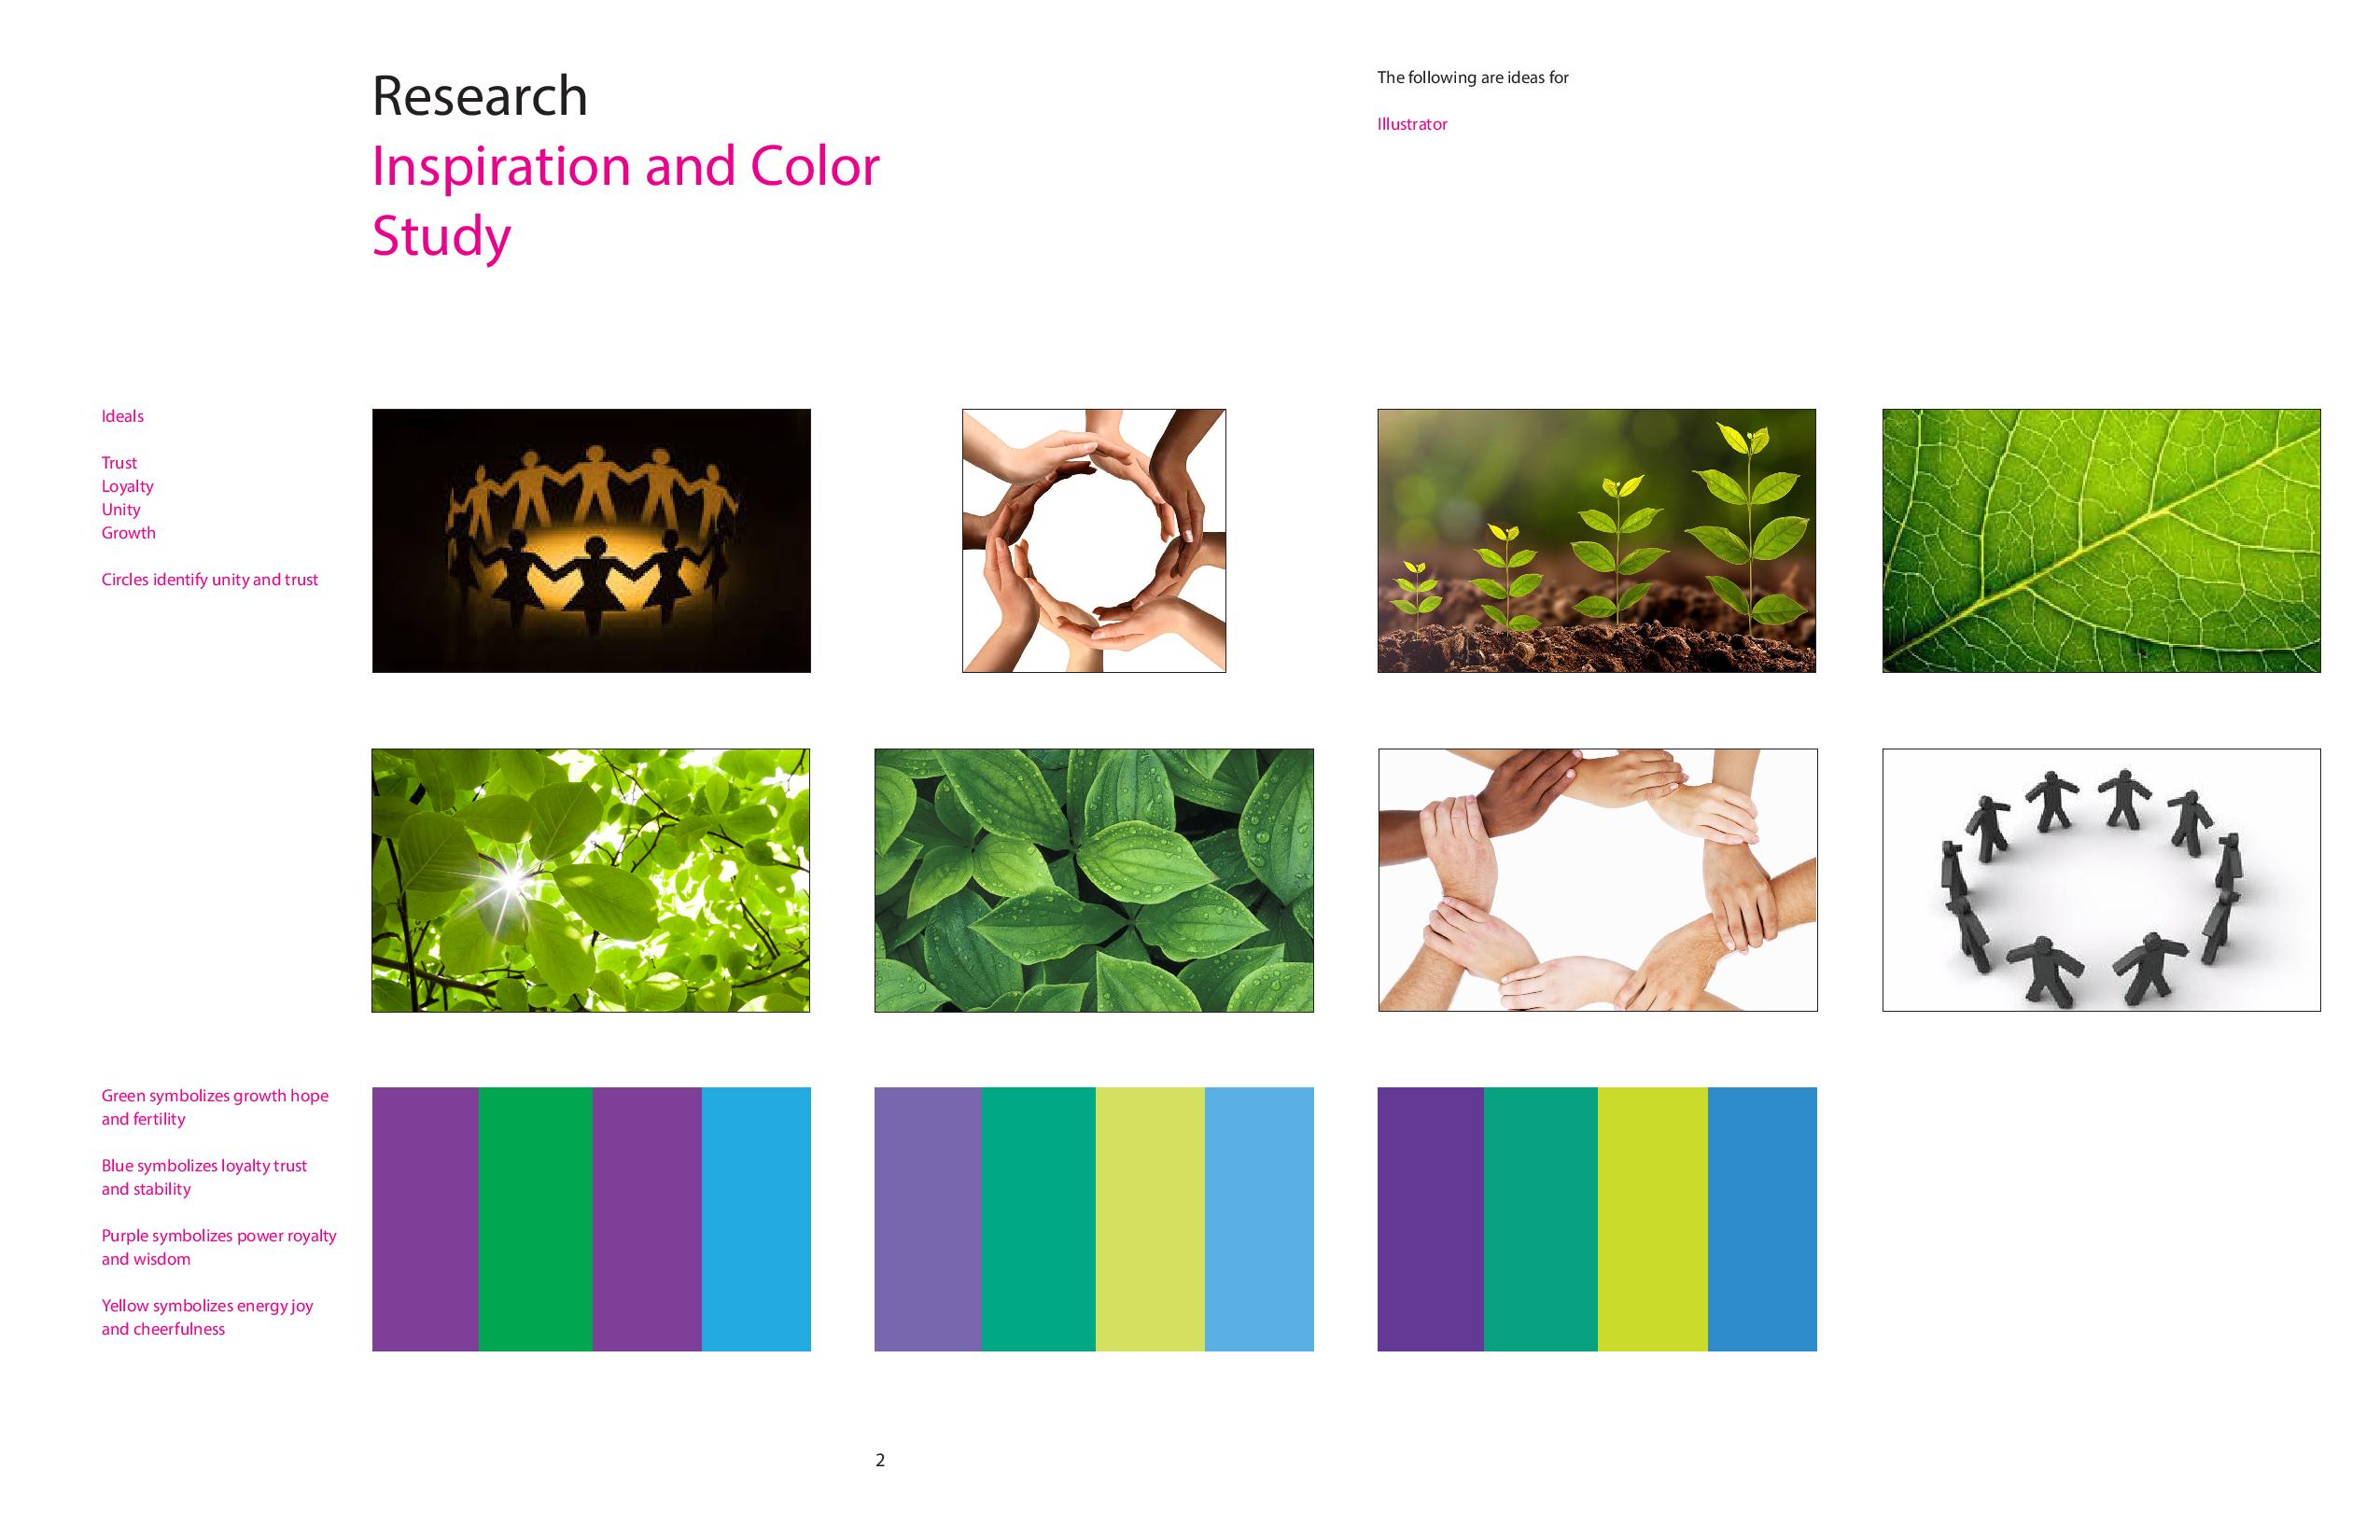 Research
Inspiration and Color
Study
The following are ideas for
Illustrator
Ideals
Trust
Loyalty
Unity
Growth
Circles identify unity and trust
Green symbolizes growth hope
and fertility
Blue symbolizes loyalty trust
and stability
Purple symbolizes power royalty
and wisdom
Yellow symbolizes energy joy
and cheerfulness
2